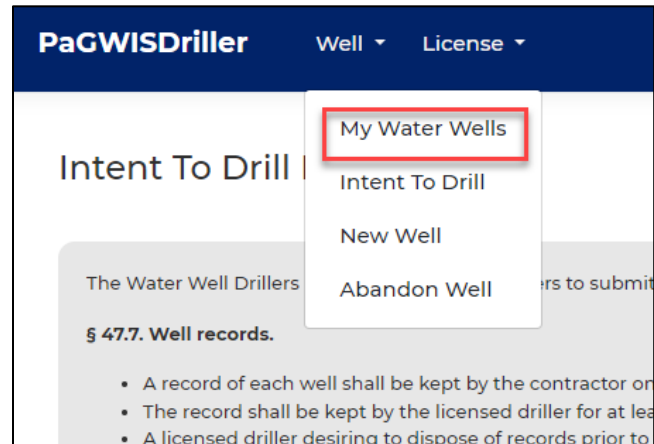 PaGWISDriller Well License
My Water Wells
Intent To Drill
Intent To Drill
New Well
Abandon Well
The Water Well Drillers ers to submit
§ 47.7. Well records.
• A record of each well shall be kept by the contractor on
• The record shall be kept by the licensed driller for at lea
• A licensed driller desiring to dispose of records prior to